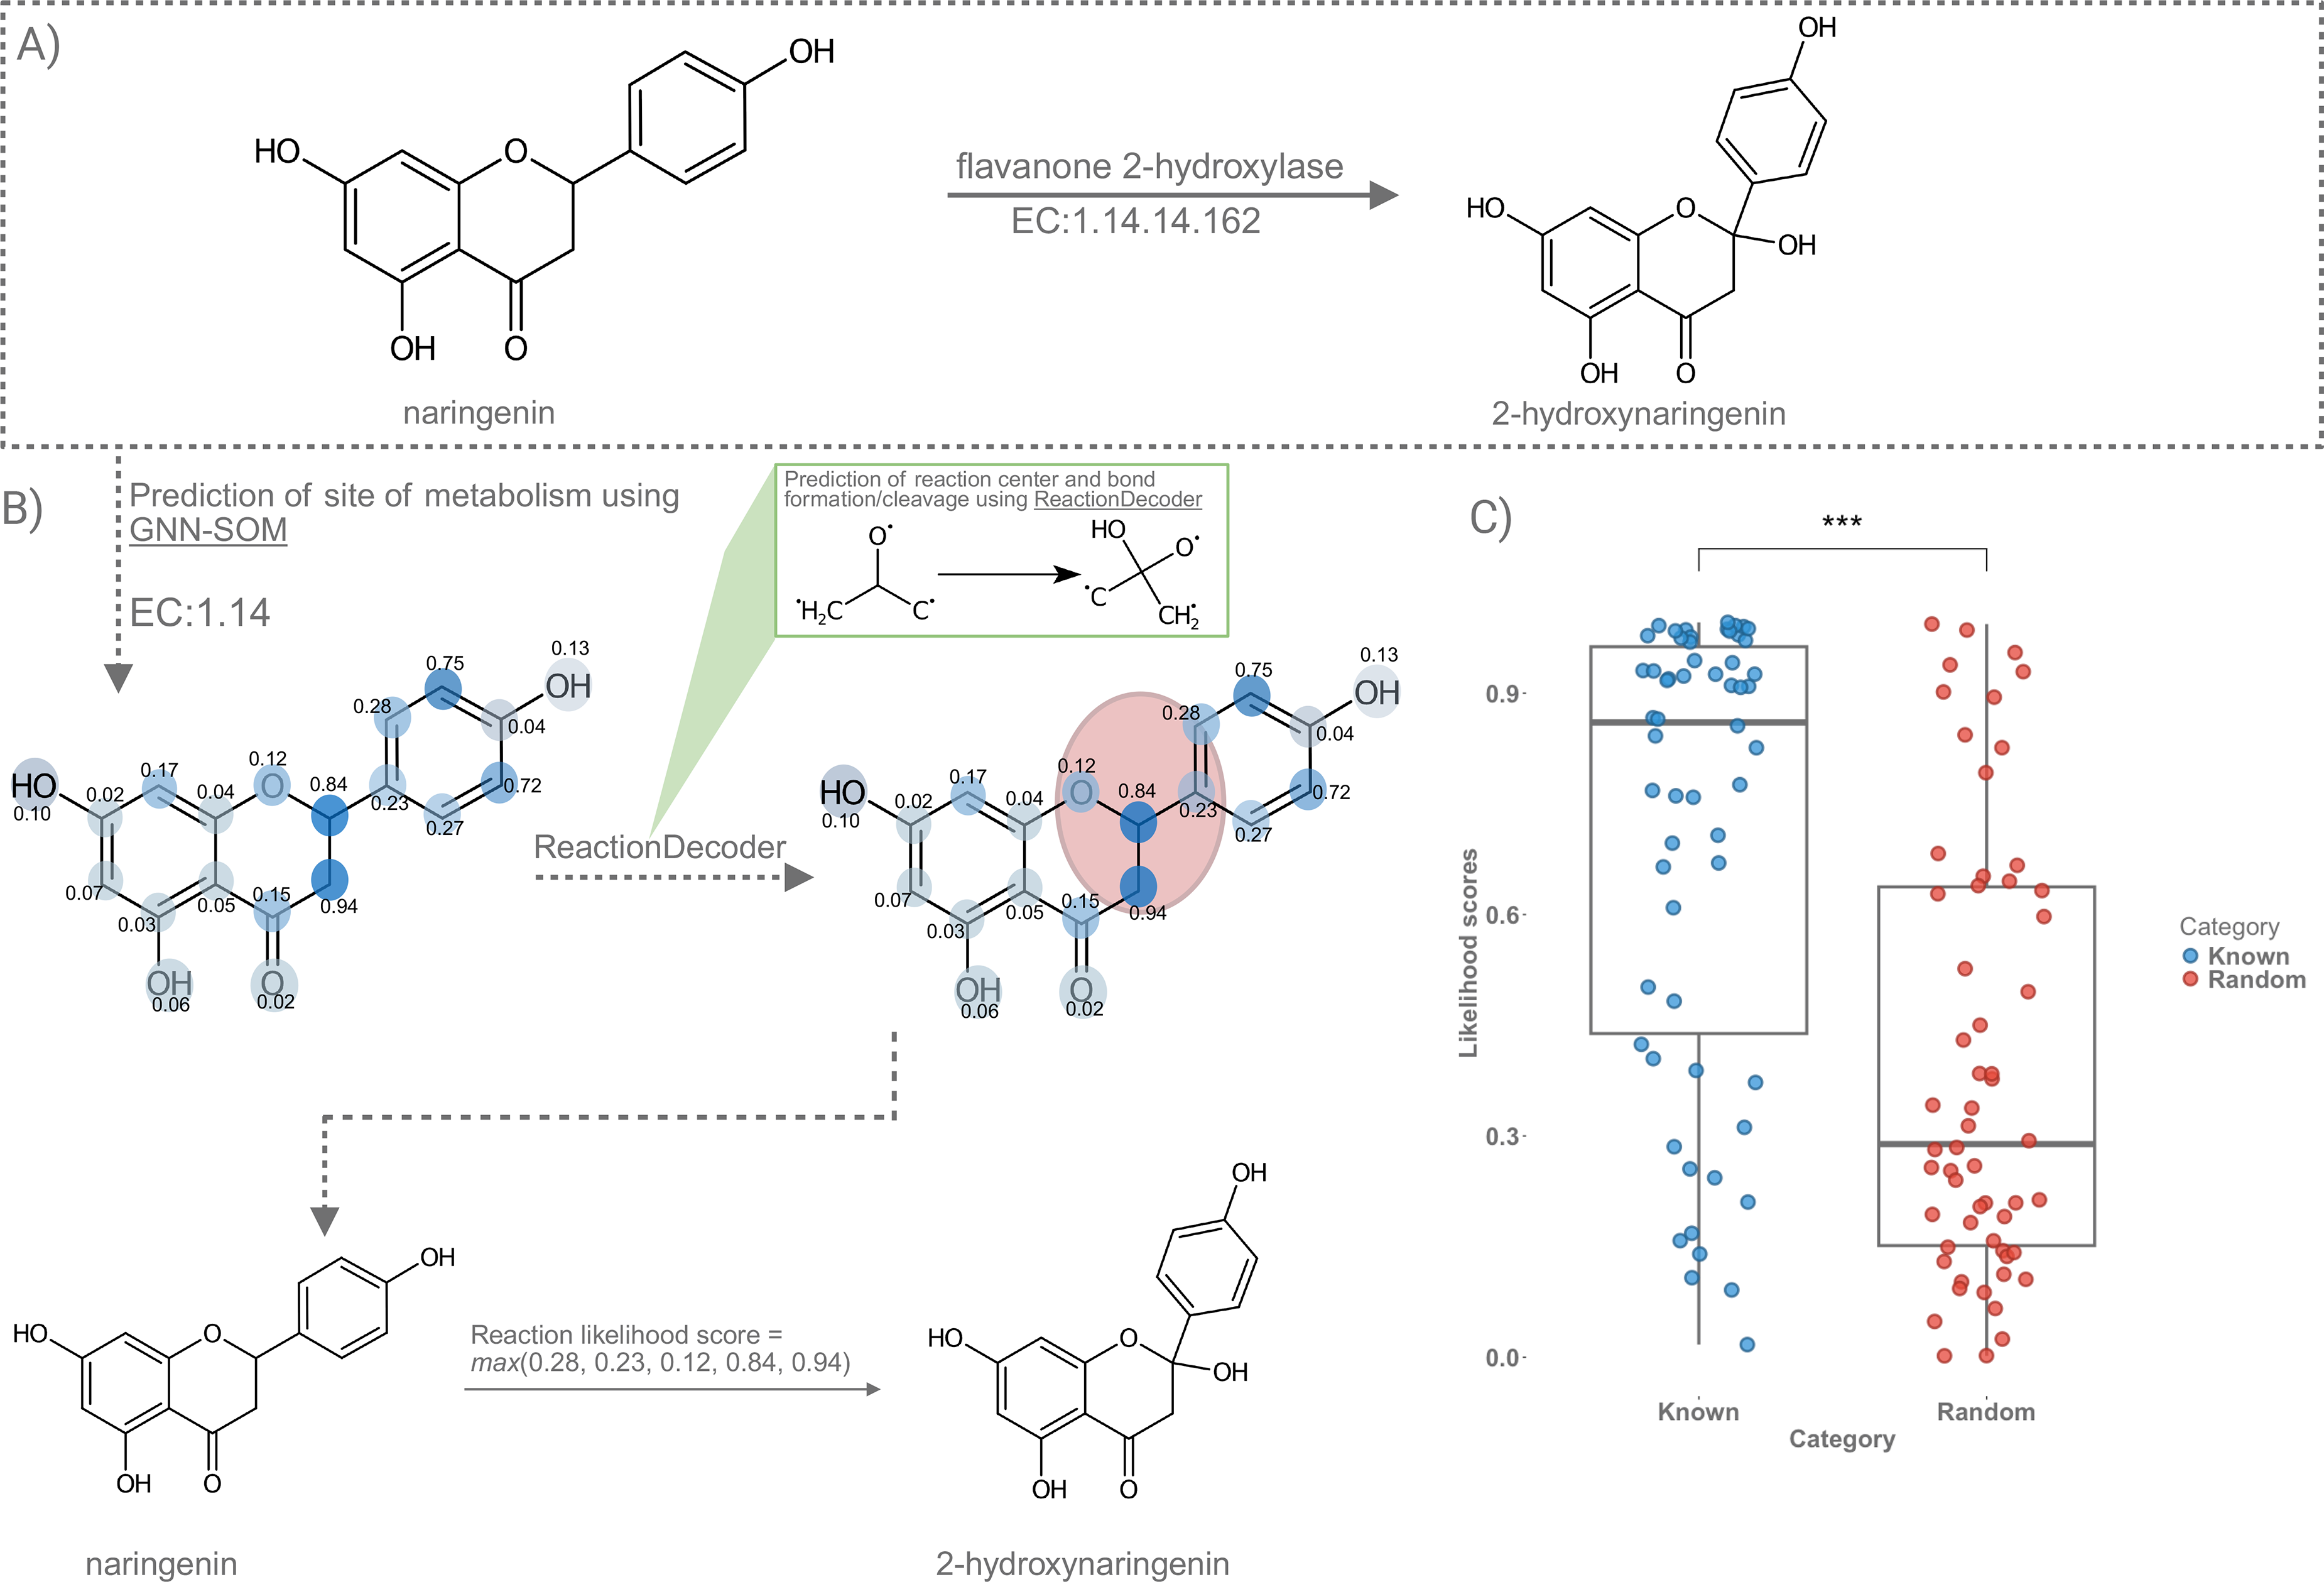 A)
OH
HO
O
OH
O
naringenin
flavanone 2-hydroxylase
EC:1.14.14.162
OH
HO
O
OH
OH
O
2-hydroxynaringenin
B)
Prediction of site of metabolism using
GNN-SOM
EC:1.14
Prediction of reaction center and bond
formation/cleavage using ReactionDecoder
O•
•H2C
C•
HO
O•
•C
CH2•
0.13
OH
0.75
0.28
0.04
0.12
0.17
O
0.84
HO
0.02
0.04
0.72
0.10
0.23
0.27
0.07
0.15
0.05
0.94
0.03
OH
O
0.06
0.02
ReactionDecoder
0.13
OH
0.75
0.28
0.04
0.12
0.17
O
0.84
HO
0.02
0.04
0.72
0.10
0.23
0.27
0.07
0.15
0.05
0.94
0.03
OH
O
0.06
0.02
OH
HO
O
OH
O
naringenin
Reaction likelihood score =
max(0.28, 0.23, 0.12, 0.84, 0.94)
OH
HO
O
OH
OH
O
2-hydroxynaringenin
C)
***
Likelihood scores
0.9
0.6
0.3
0.0
Known
Random
Category
Category
Known
Random